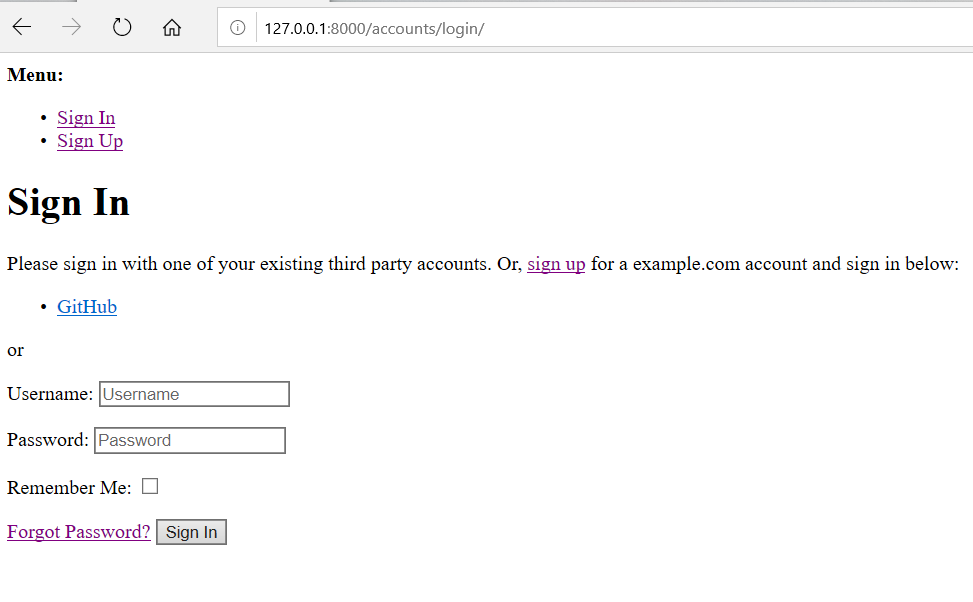 127.0.0.1:8000/accounts/login/
Menu:
Sign In
Sign Up
Sign In
Please sign in with one of your existing third party accounts. Or, sign up for a example.com account and sign in below:
GitHub
or
Username: Username
Password: Password
Remember Me:
Forgot Password? Sign In